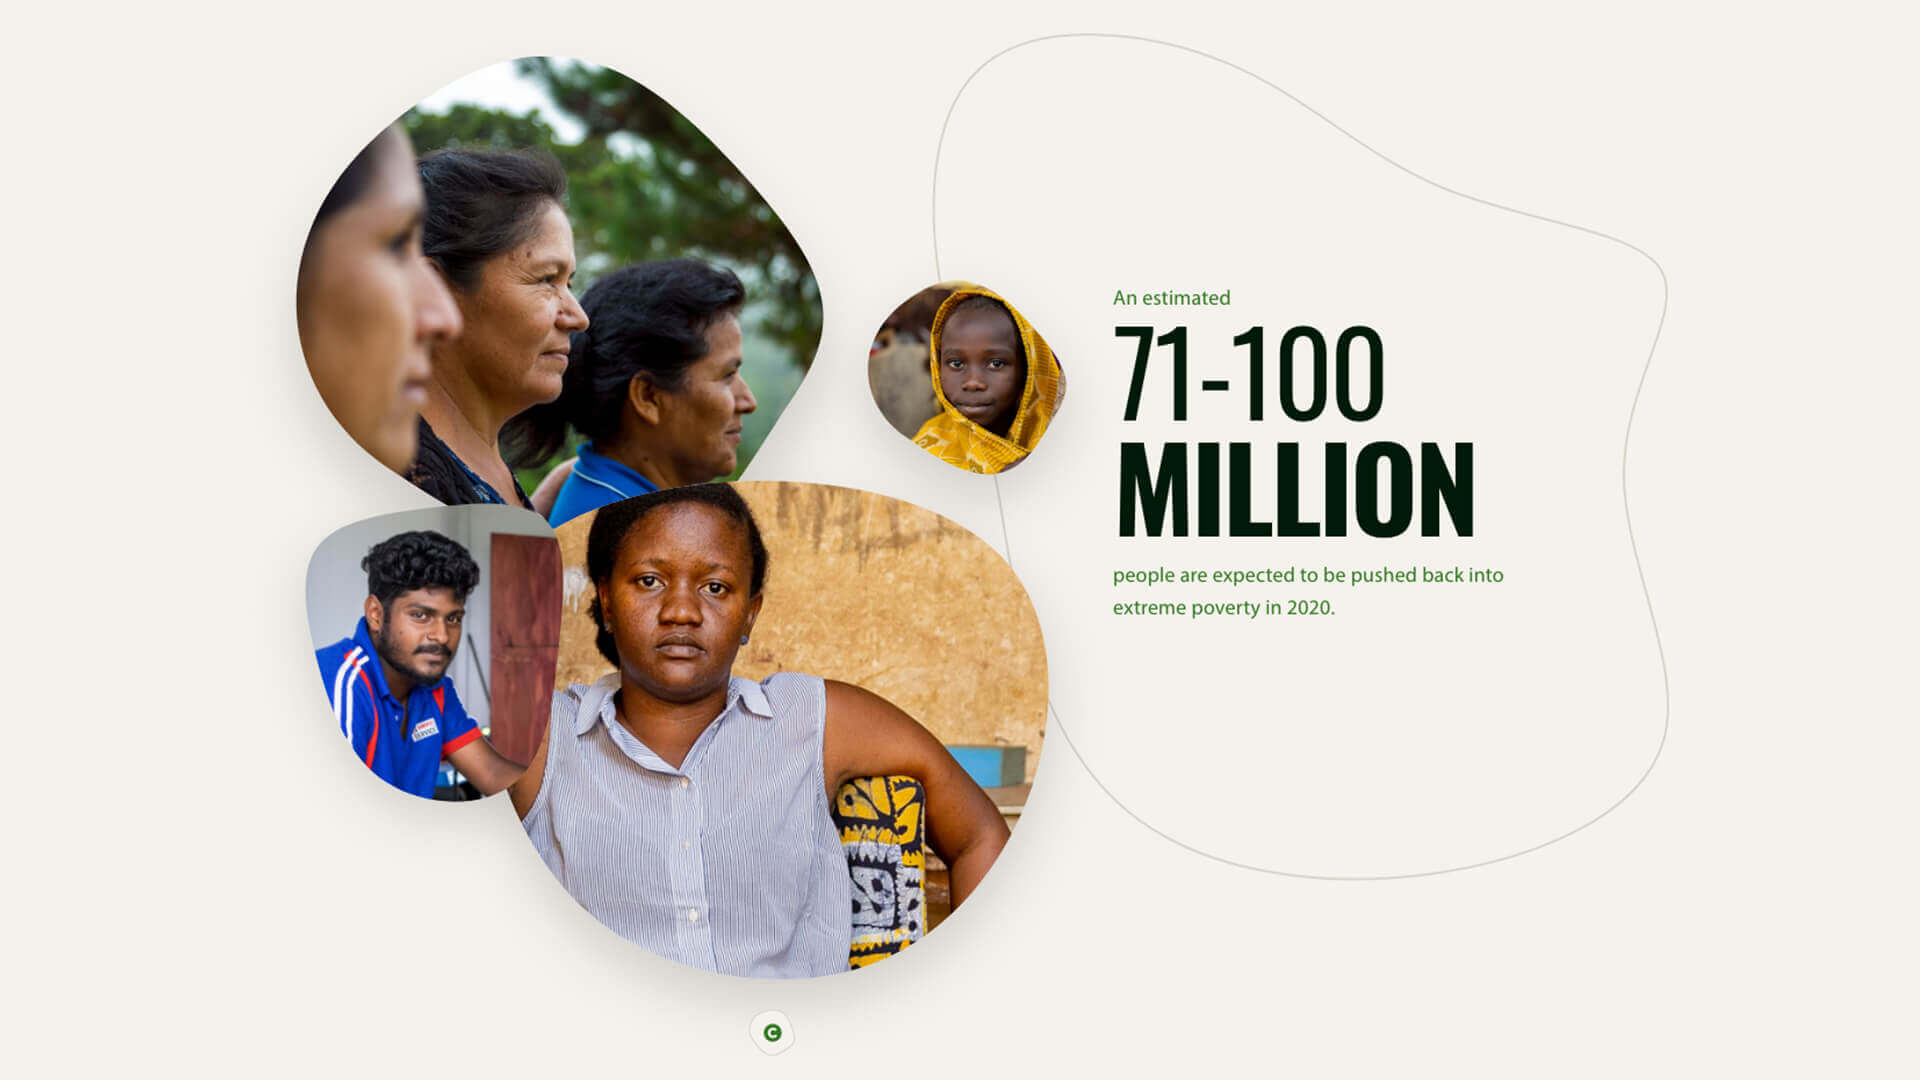 An estimated
71-100
MILLION
people are expected to be pushed back into
extreme poverty in 2020.
C